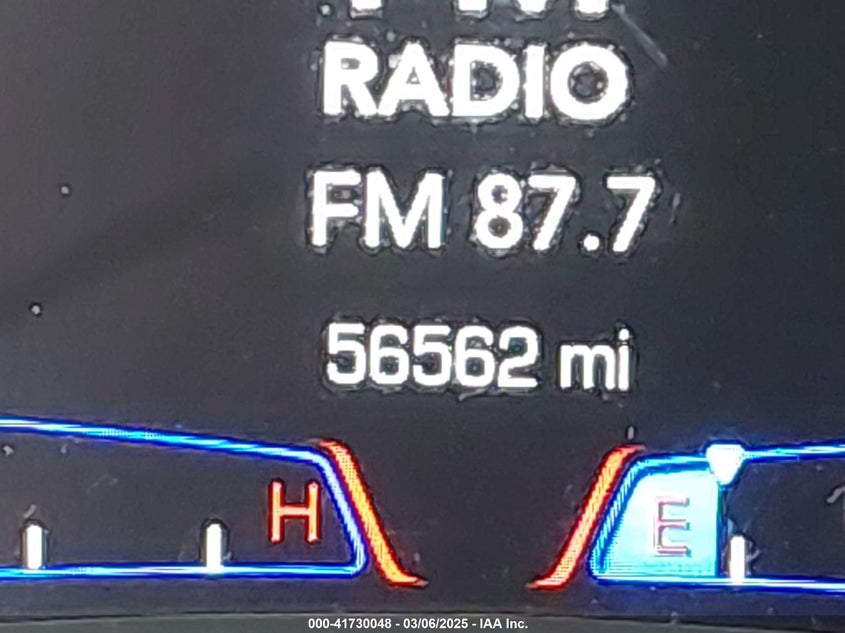 RADIO
FM 87.7
56562 mi
H
E
000-41730048 - 03/06/2025 - IAA Inc.